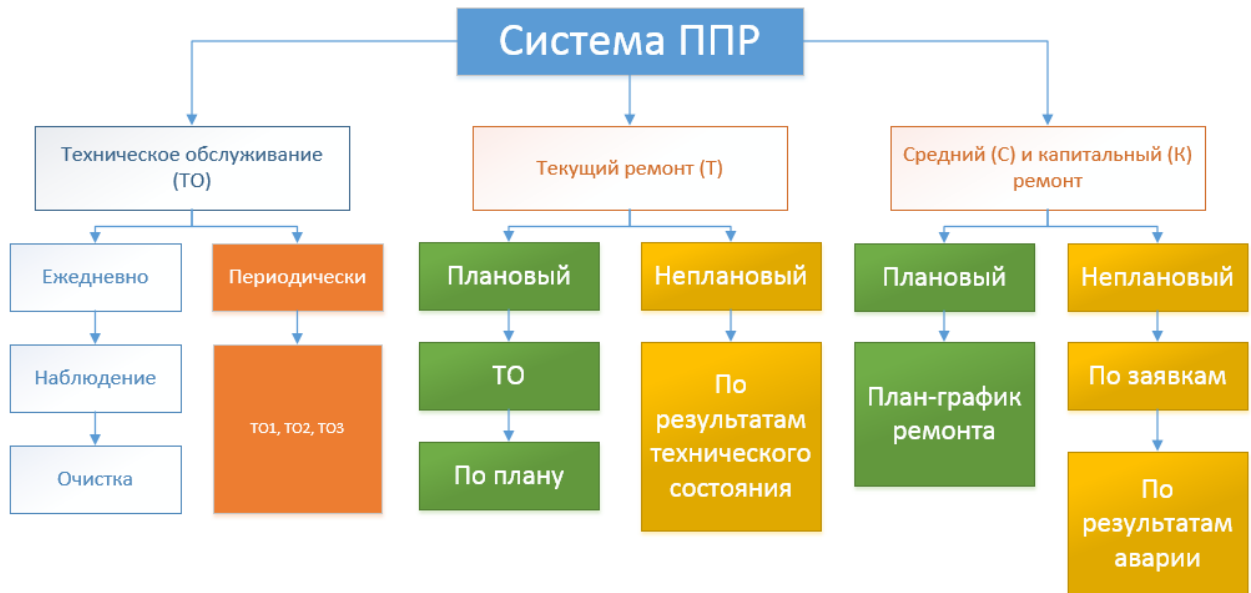 Система ППР
Техническое обслуживание
(ТО)
Текущий ремонт (Т)
Средний (С) и капитальный (К)
ремонт
Ежедневно
Периодически
Плановый
Неплановый
Плановый
Неплановый
Наблюдение
ТО1, ТО2, ТО3
ТО
По
результатам
технического
состояния
План-график
ремонта
По заявкам
Очистка
По плану
По
результатам
аварии